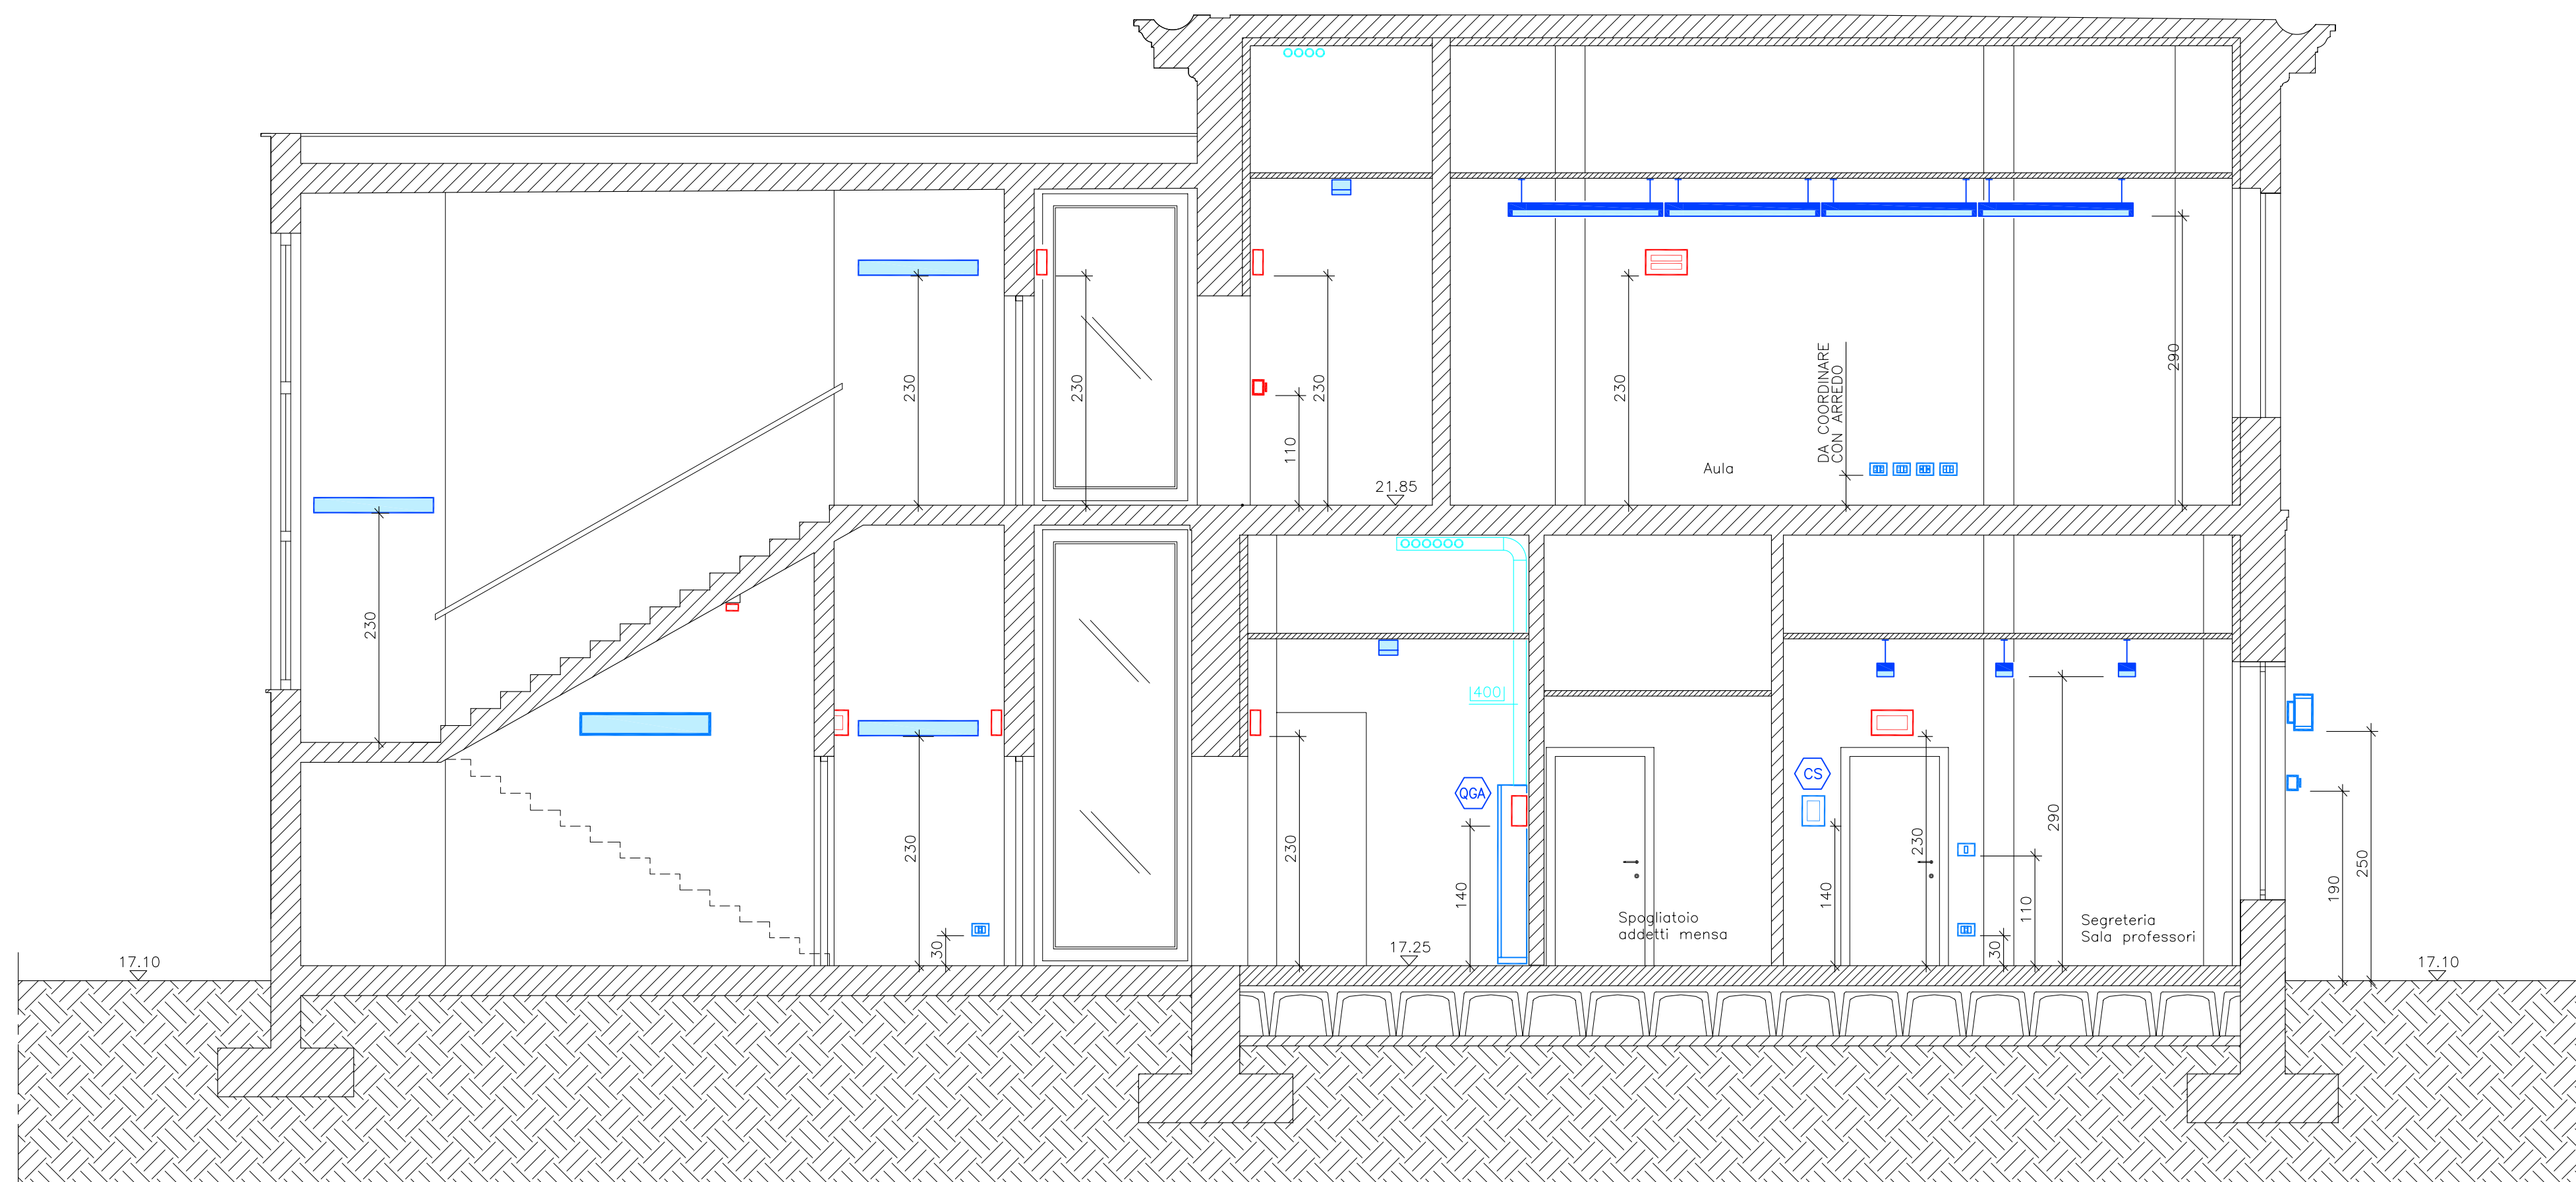 230
230
230
230
110
230
DA COORDINARE
CON ARREDO
290
Aula
21.85
230
400
QGA
CS
230
230
140
140
230
110
290
190
250
30
30
Spogliatoio
addetti mensa
Segreteria
Sala professori
17.10
17.25
17.10